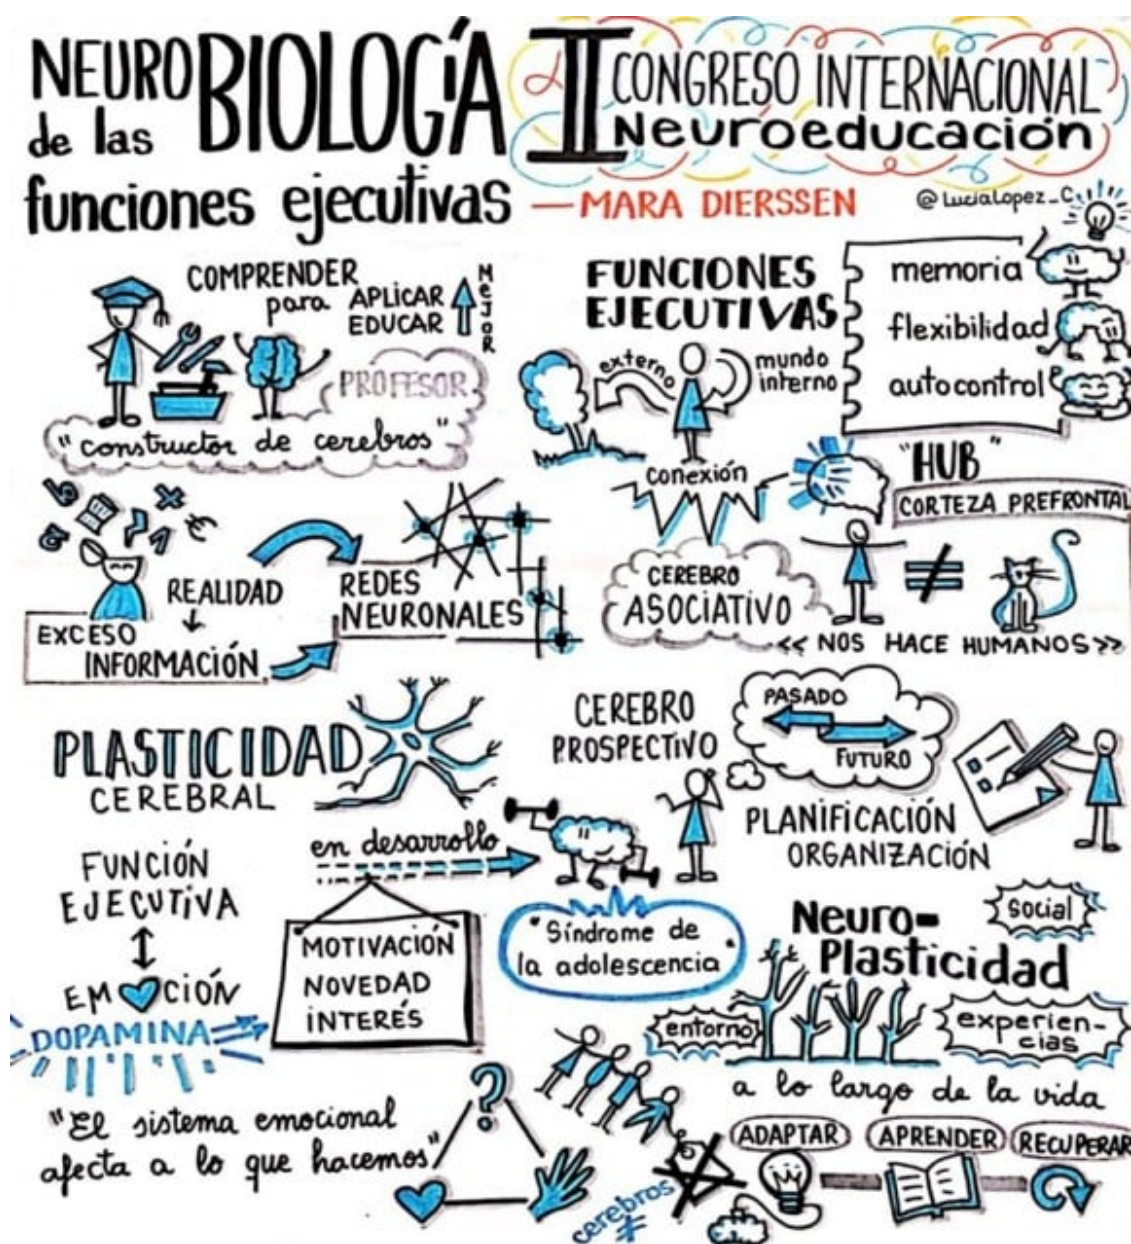 NEUROBIOLOGÍA
de las
funciones ejecutivas
II CONGRESO INTERNACIONAL
Neuroeducación
—MARA DIERSSEN
@LuciaLopez_C
COMPRENDER
para APLICAR
EDUCAR
MeJOR
PROFESOR
"constructor de cerebros"
FUNCIONES
EJECUTIVAS
externo
mundo
interno
memoria
flexibilidad
autocontrol
conexión
"HUB"
CORTEZA PREFRONTAL
CEREBRO
ASOCIATIVO
≠
<< NOS HACE HUMANOS >>
REALIDAD
EXCESO
INFORMACIÓN
REDES
NEURONALES
PLASTICIDAD
CEREBRAL
CEREBRO
PROSPECTIVO
PASADO
FUTURO
PLANIFICACIÓN
ORGANIZACIÓN
en desarrollo
"Síndrome de
la adolescencia"
FUNCIÓN
EJECUTIVA
EMOCIÓN
DOPAMINA
MOTIVACIÓN
NOVEDAD
INTERÉS
"El sistema emocional
afecta a lo que hacemos"
?
Neuro-
Plasticidad
social
entorno
experien-
cias
a lo largo de la vida
ADAPTAR
APRENDER
RECUPERAR
cerebros
≠